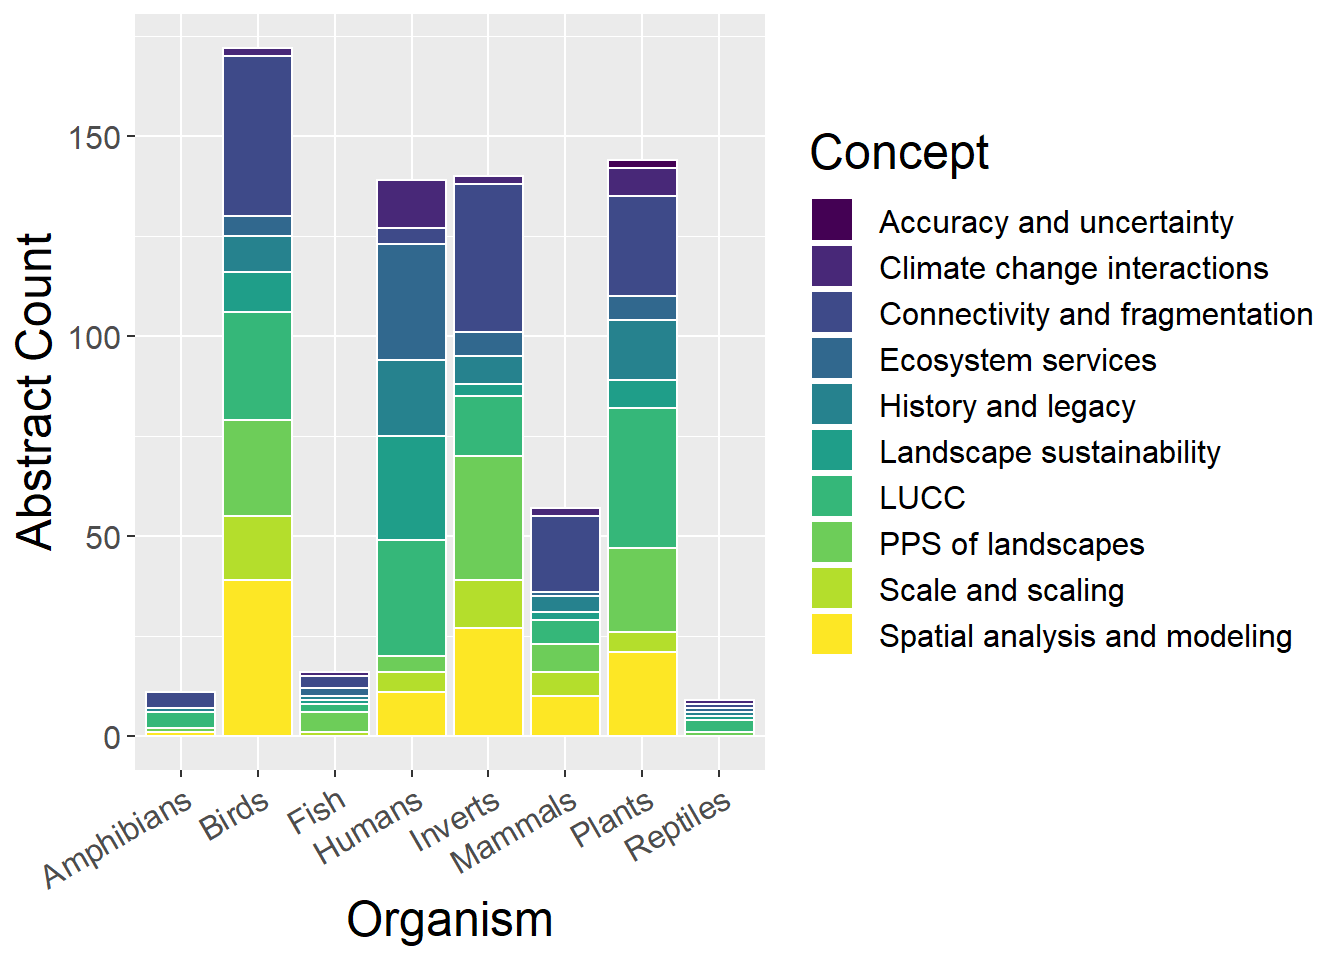 Abstract Count
150
100
50
0
Amphibians
Birds
Fish
Humans
Inverts
Mammals
Plants
Reptiles
Organism
Concept
Accuracy and uncertainty
Climate change interactions
Connectivity and fragmentation
Ecosystem services
History and legacy
Landscape sustainability
LUCC
PPS of landscapes
Scale and scaling
Spatial analysis and modeling